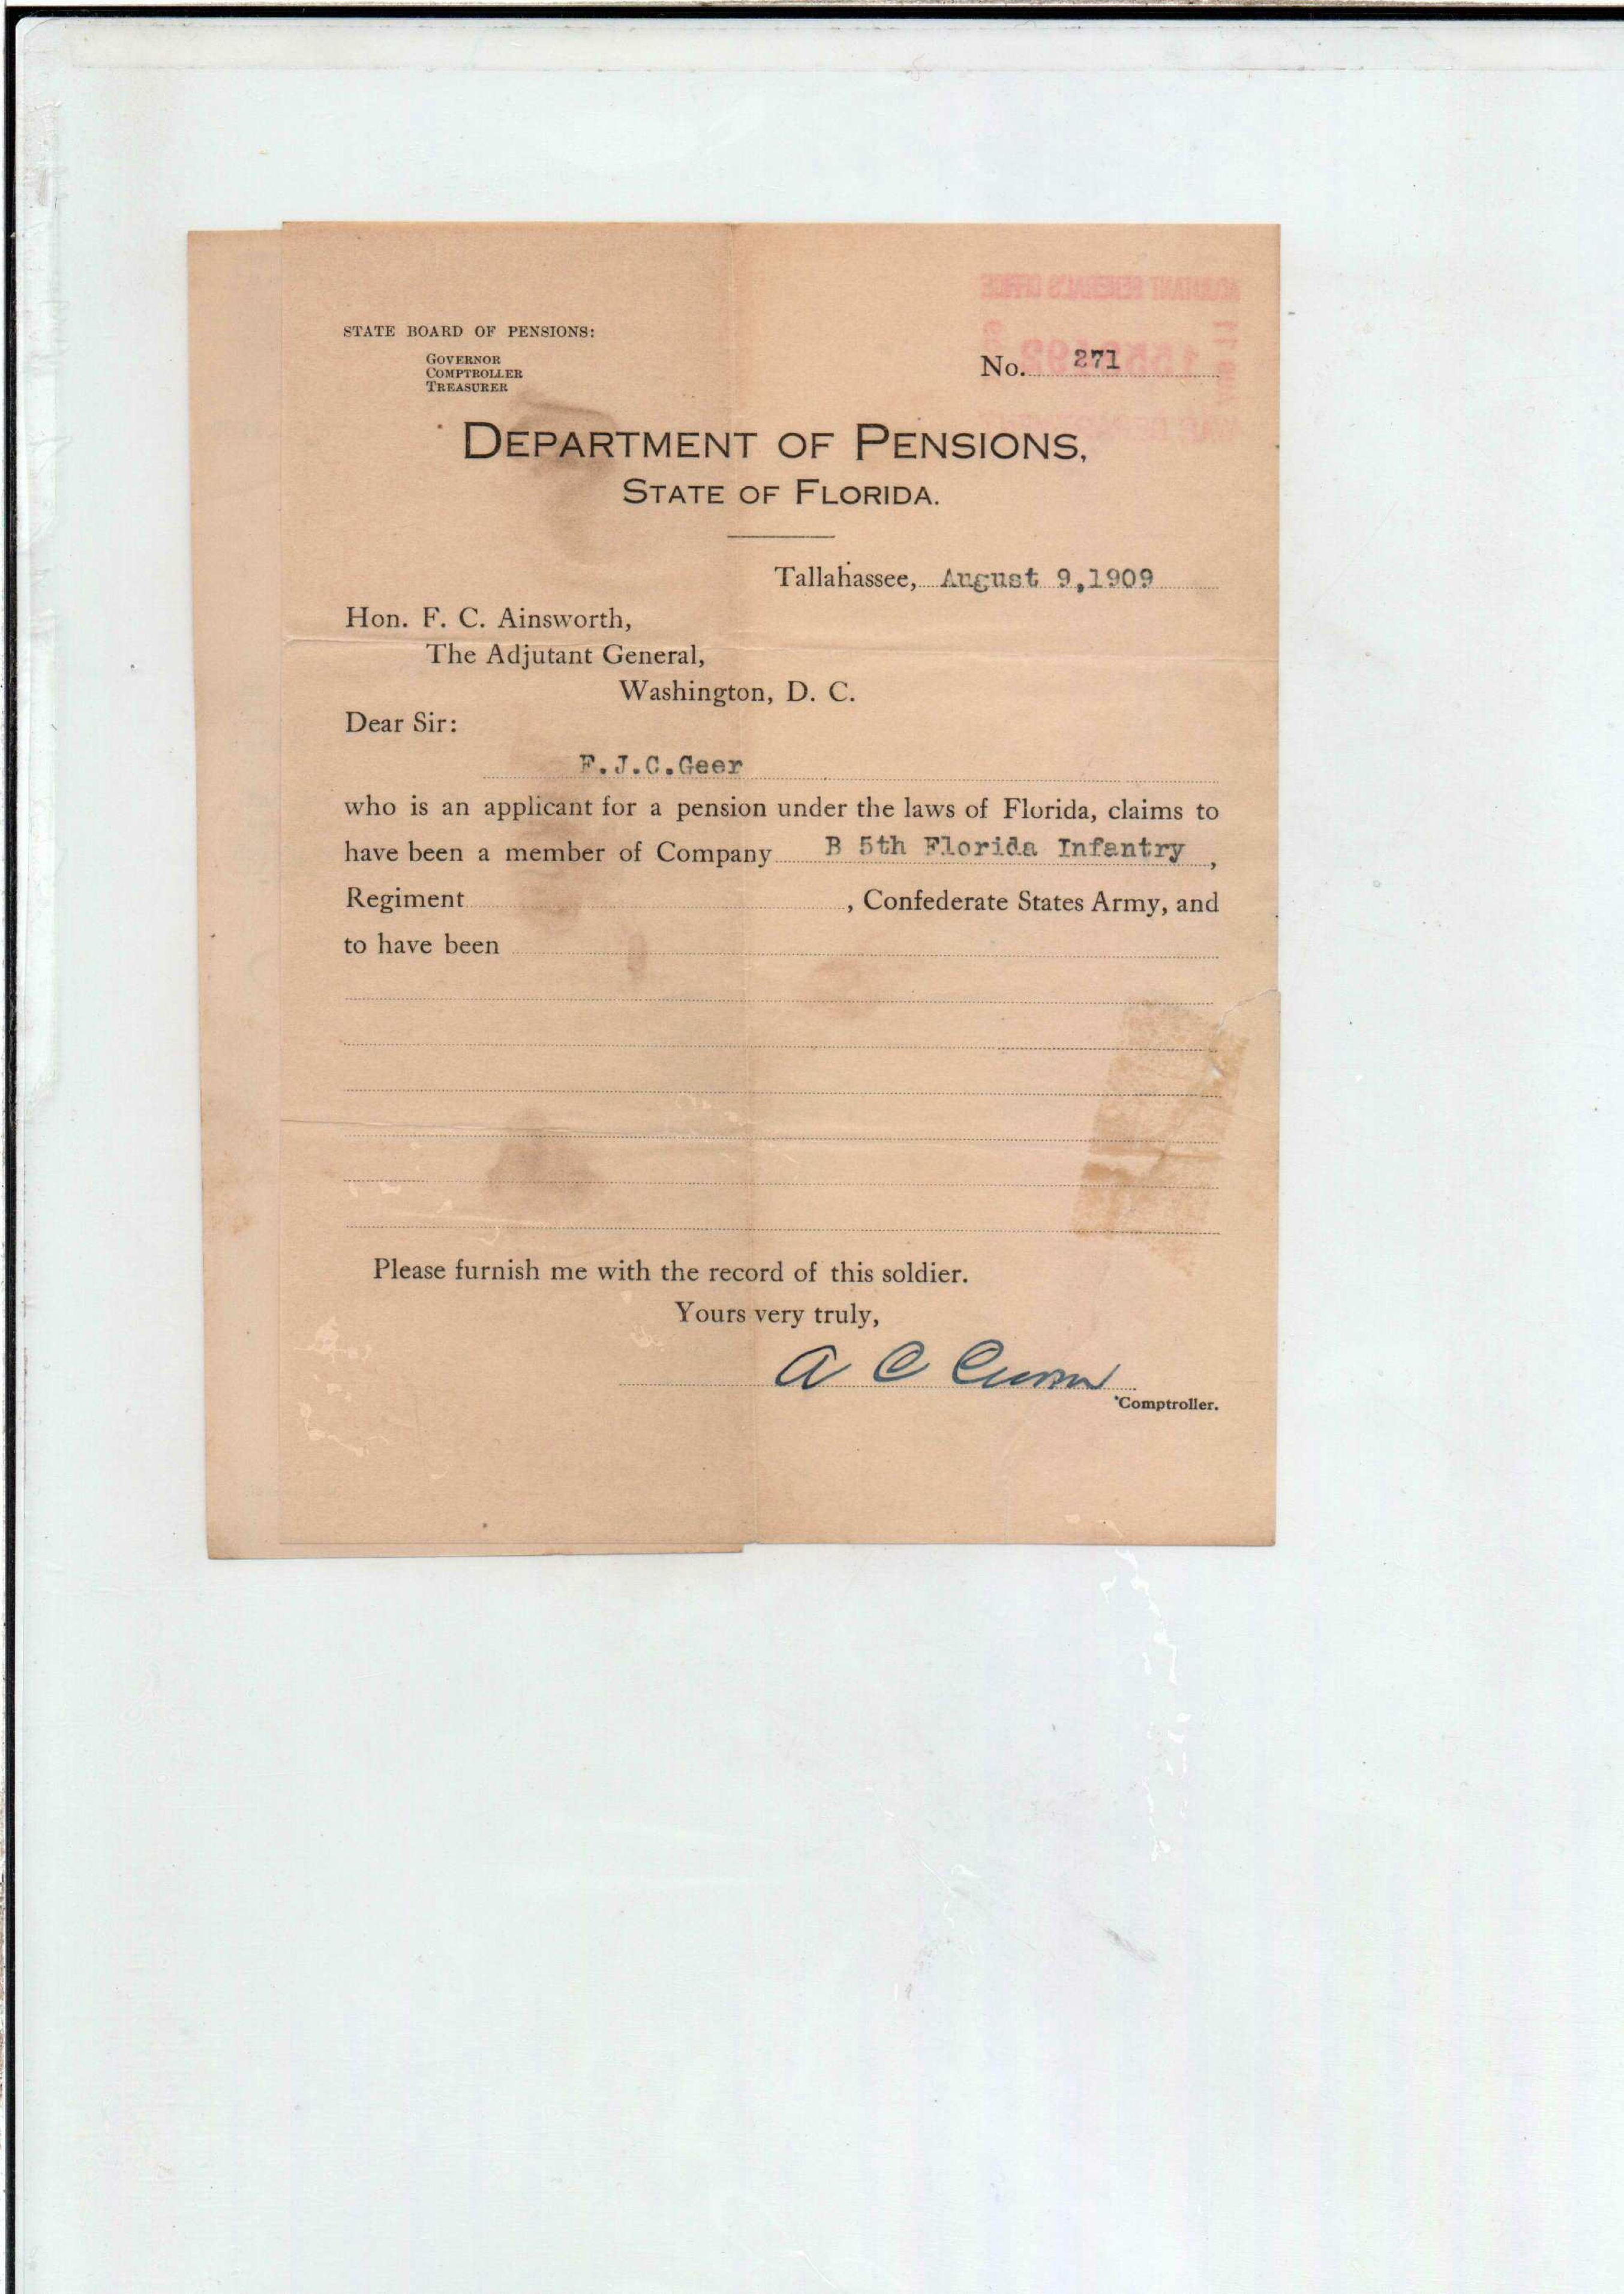 STATE BOARD OF PENSIONS:
GOVERNOR
COMPTROLLER
TREASURER
No. 271
DEPARTMENT OF PENSIONS,
STATE OF FLORIDA.
Tallahassee, August 9,1909
Hon. F. C. Ainsworth,
The Adjutant General,
Washington, D. C.
Dear Sir:
F.J.C.Geer
who is an applicant for a pension under the laws of Florida, claims to
have been a member of Company B 5th Florida Infantry ,
Regiment , Confederate States Army, and
to have been
Please furnish me with the record of this soldier.
Yours very truly,
A C
Comptroller.